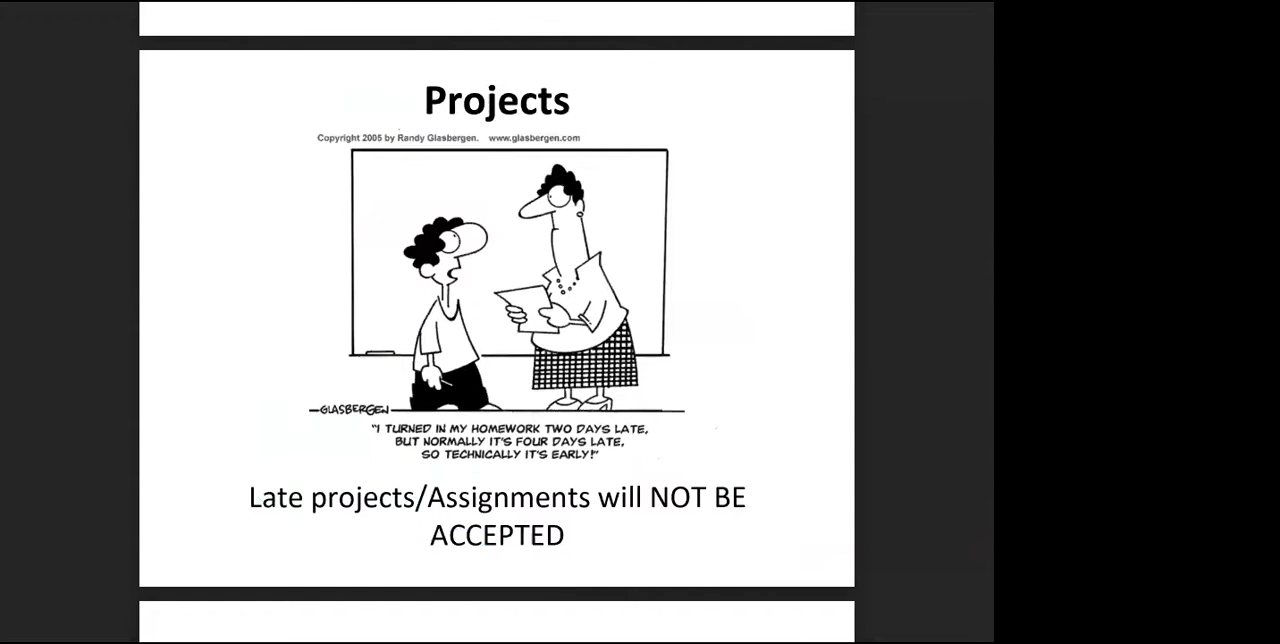 Projects
Copyright 2005 by Randy Glasbergen. www.glasbergen.com
GLASBERGEN
"I TURNED IN MY HOMEWORK TWO DAYS LATE,
BUT NORMALLY IT'S FOUR DAYS LATE,
SO TECHNICALLY IT'S EARLY!"
Late projects/Assignments will NOT BE
ACCEPTED